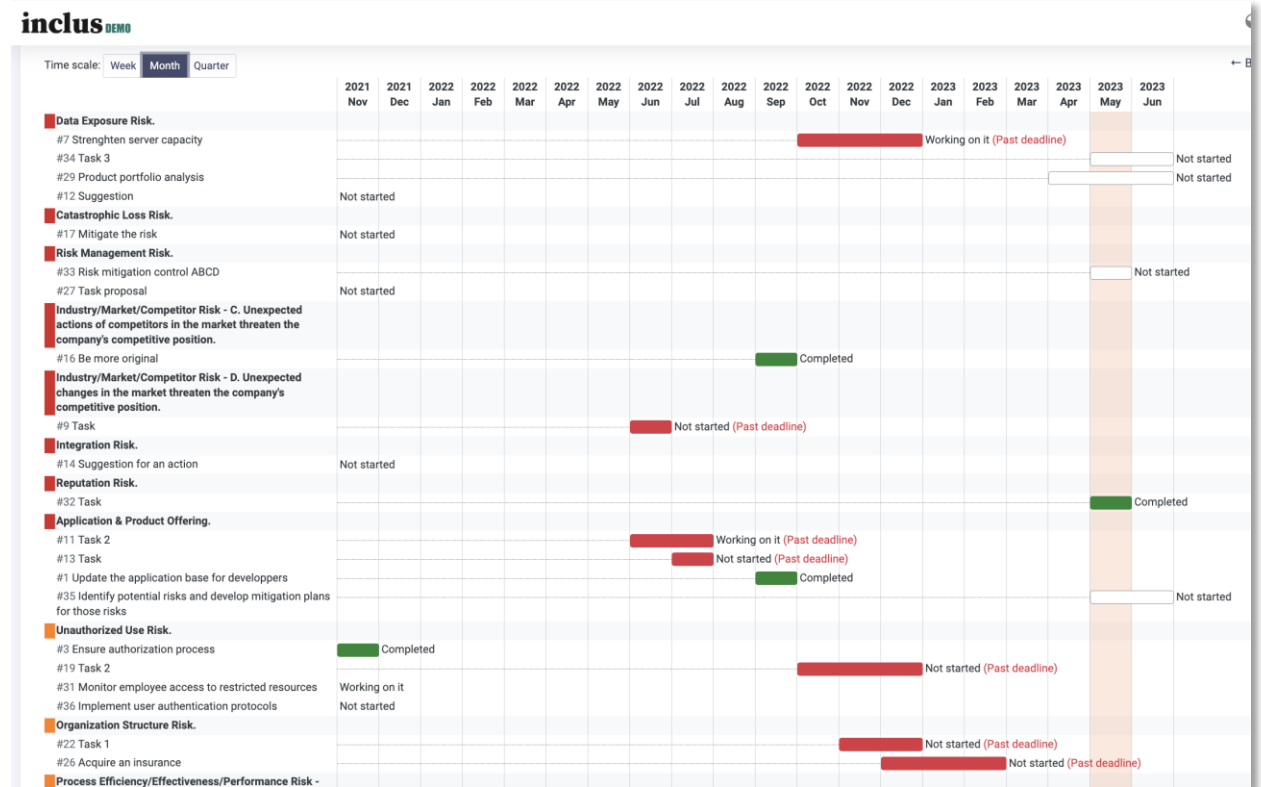 inclus DEMO
Time scale: Week Month Quarter
← B
2021 2021 2022 2022 2022 2022 2022 2022 2022 2022 2022 2022 2022 2022 2023 2023 2023 2023 2023 2023
Nov Dec Jan Feb Mar Apr May Jun Jul Aug Sep Oct Nov Dec Jan Feb Mar Apr May Jun
Data Exposure Risk.
#7 Strenghten server capacity Working on it (Past deadline)
#34 Task 3 Not started
#29 Product portfolio analysis Not started
#12 Suggestion Not started
Catastrophic Loss Risk.
#17 Mitigate the risk Not started
Risk Management Risk.
#33 Risk mitigation control ABCD Not started
#27 Task proposal Not started
Industry/Market/Competitor Risk - C. Unexpected
actions of competitors in the market threaten the
company's competitive position.
#16 Be more original Completed
Industry/Market/Competitor Risk - D. Unexpected
changes in the market threaten the company's
competitive position.
#9 Task Not started (Past deadline)
Integration Risk.
#14 Suggestion for an action Not started
Reputation Risk.
#32 Task Completed
Application & Product Offering.
#11 Task 2 Working on it (Past deadline)
#13 Task Not started (Past deadline)
#1 Update the application base for developpers Completed
#35 Identify potential risks and develop mitigation plans Not started
for those risks
Unauthorized Use Risk.
#3 Ensure authorization process Completed
#19 Task 2 Not started (Past deadline)
#31 Monitor employee access to restricted resources Working on it
#36 Implement user authentication protocols Not started
Organization Structure Risk.
#22 Task 1 Not started (Past deadline)
#26 Acquire an insurance Not started (Past deadline)
Process Efficiency/Effectiveness/Performance Risk -